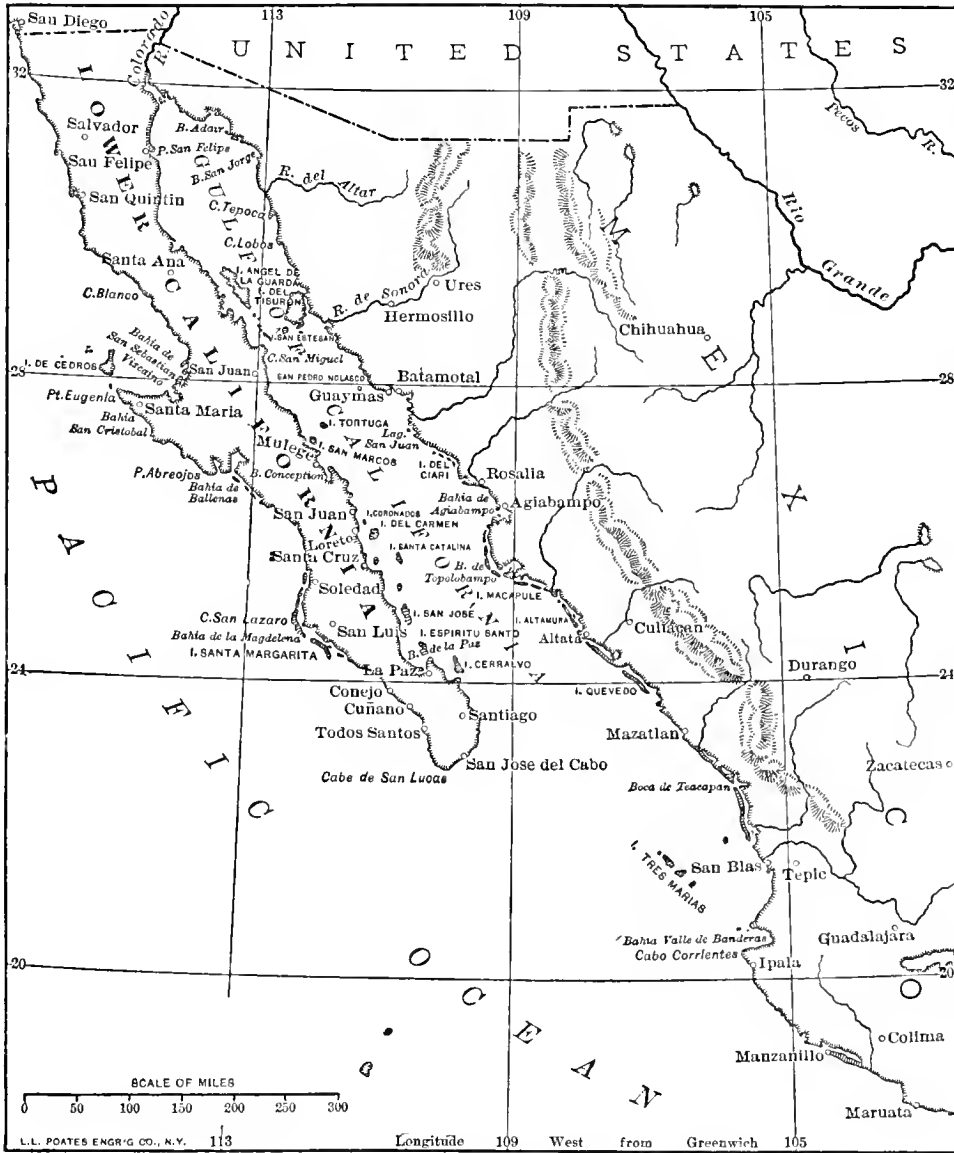 113
109
105
San Diego
Colorado R.
UNITED STATES
32
32
LOWER CALIFORNIA
GULF OF CALIFORNIA
MEXICO
PACIFIC OCEAN
Pecos R.
Rio Grande
Salvador
B. Adair
P. San Felipe
Sau Felipe
B. San Jorge
R. del Altar
San Quintin
C. Tepoca
C. Lobos
Santa Ana
I. ANGEL DE
LA GUARDA
I. DEL
TISURON
R. de Sonora
Ures
Hermosillo
C. Blanco
I. SAN ESTEBAN
Chihuahua
C. San Miguel
Bahia de
San Sebastian
Viscaino
I. DE CEDROS
San Juan
SAN PEDRO NOLASCO
Batamotal
28
28
Guaymas
Pt. Eugenia
Santa Maria
Bahia
San Cristobal
I. TORTUGA
Lag.
San Juan
Mulege
I. SAN MARCOS
I. DEL
CIARI
Rosalia
P. Abreojos
B. Conception
Bahia de
Ballenas
Bahia de
Agiabampo
Agiabampo
San Juan
I. CORONADOS
I. DEL CARMEN
Loreto
I. SANTA CATALINA
Santa Cruz
B. de
Topolobampo
Soledad
I. MACAPULE
C. San Lazaro
I. SAN JOSÉ
I. ALTAMURA
San Luis
I. ESPIRITU SANTO
Altata
Culiacan
Bahia de la Magdelena
B. de la Paz
I. SANTA MARGARITA
La Paz
I. CERRALVO
Durango
24
24
Conejo
I. QUEVEDO
Cuñano
Santiago
Todos Santos
Mazatlan
San Jose del Cabo
Zacatecas
Cabe de San Lucas
Boca de Teacapan
I. TRES MARIAS
San Blas
Tepic
Bahia Valle de Banderas
Guadalajara
Cabo Corrientes
Ipala
20
20
Colima
Manzanillo
Maruata
SCALE OF MILES
0 50 100 150 200 250 300
L.L. POATES ENGR'G CO., N.Y.
113
Longitude 109 West from Greenwich 105